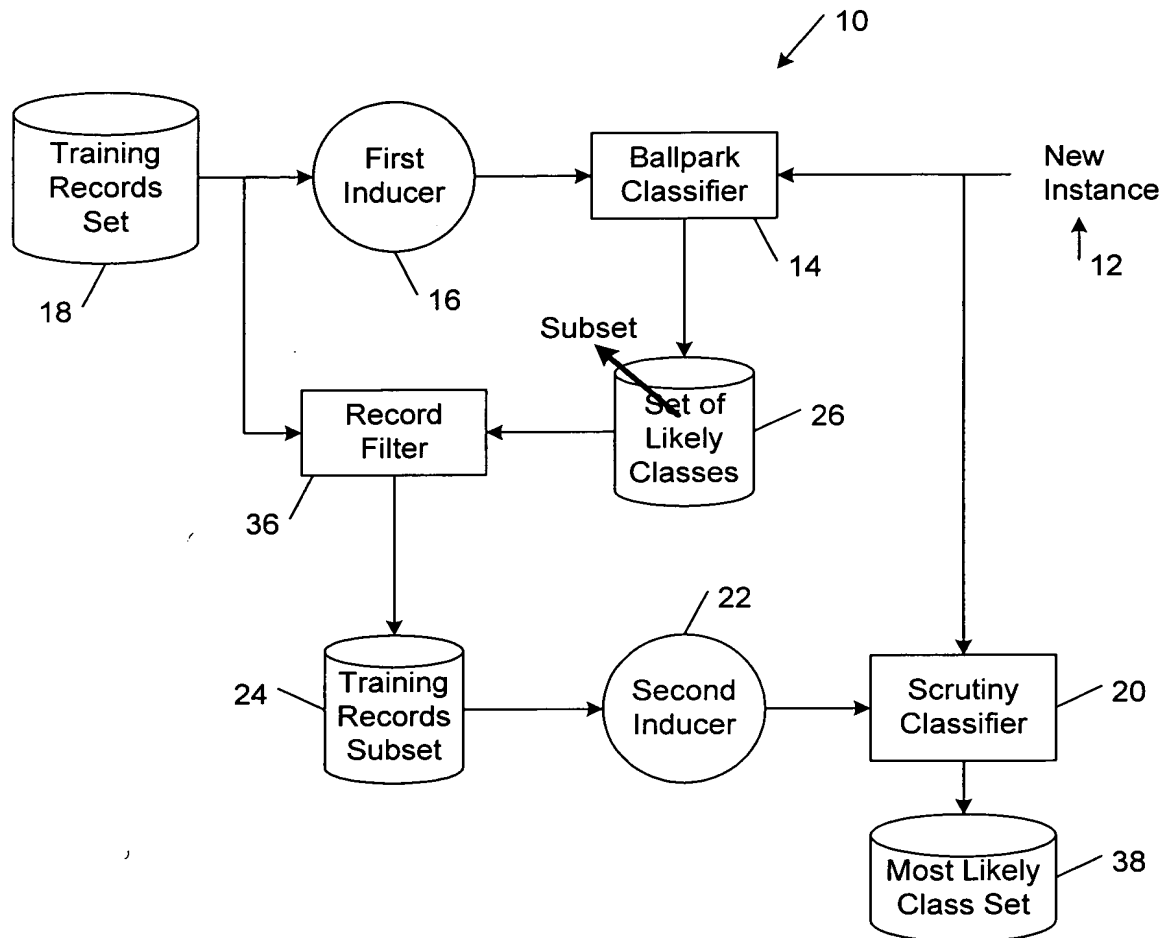 10
Training
Records
Set
First
Inducer
Ballpark
Classifier
New
Instance
18
16
14
12
Subset
Set of
Likely
Classes
26
Record
Filter
36
22
24
Training
Records
Subset
Second
Inducer
Scrutiny
Classifier
20
Most Likely
Class Set
38